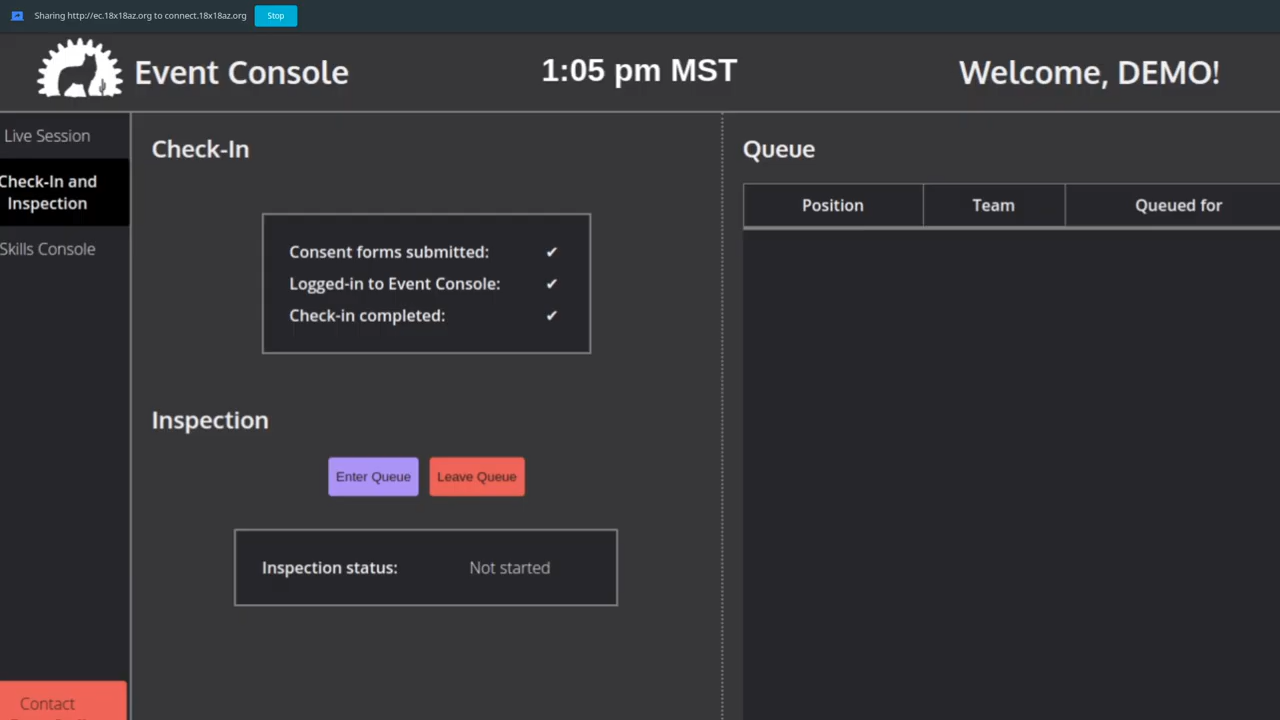 Sharing http://ec.18x18az.org to connect.18x18az.org Stop
Event Console
1:05 pm MST
Welcome, DEMO!
Live Session
Check-In and
Inspection
Skills Console
Contact
Check-In
Consent forms submitted: ✔
Logged-in to Event Console: ✔
Check-in completed: ✔
Inspection
Enter Queue Leave Queue
Inspection status: Not started
Queue
Position Team Queued for